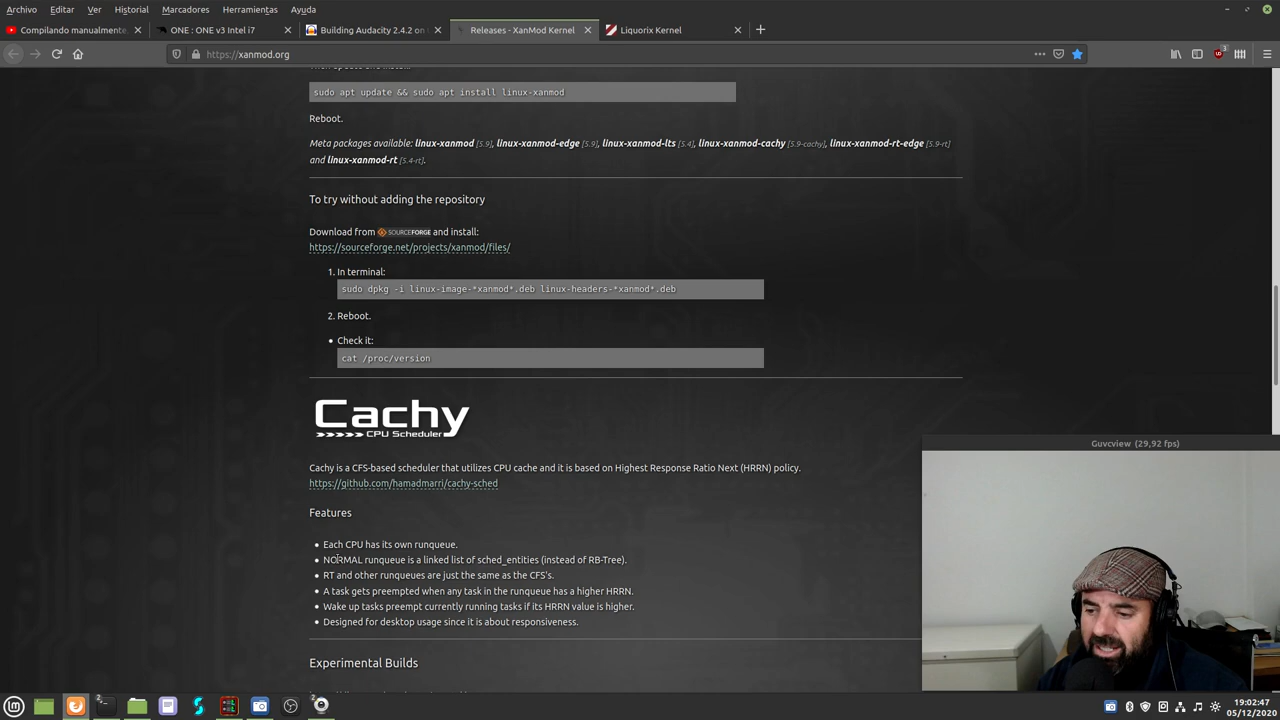 Archivo Editar Ver Historial Marcadores Herramientas Ayuda
Compilando manualmente
ONE : ONE v3 Intel i7
Building Audacity 2.4.2 on
Releases - XanMod Kernel
Liquorix Kernel
https://xanmod.org
3
sudo apt update && sudo apt install linux-xanmod
Reboot.
Meta packages available: linux-xanmod [5.9], linux-xanmod-edge [5.9], linux-xanmod-lts [5.4], linux-xanmod-cachy [5.9-cachy], linux-xanmod-rt-edge [5.9-rt]
and linux-xanmod-rt [5.4-rt].
To try without adding the repository
Download from SOURCEFORGE and install:
https://sourceforge.net/projects/xanmod/files/
1. In terminal:
sudo dpkg -i linux-image-*xanmod*.deb linux-headers-*xanmod*.deb
2. Reboot.
• Check it:
cat /proc/version
Cachy
CPU Scheduler
Guvcview (29,92 fps)
Cachy is a CFS-based scheduler that utilizes CPU cache and it is based on Highest Response Ratio Next (HRRN) policy.
https://github.com/hamadmarri/cachy-sched
Features
• Each CPU has its own runqueue.
• NORMAL runqueue is a linked list of sched_entities (instead of RB-Tree).
• RT and other runqueues are just the same as the CFS's.
• A task gets preempted when any task in the runqueue has a higher HRRN.
• Wake up tasks preempt currently running tasks if its HRRN value is higher.
• Designed for desktop usage since it is about responsiveness.
Experimental Builds
2
2
19:02:47
05/12/2020